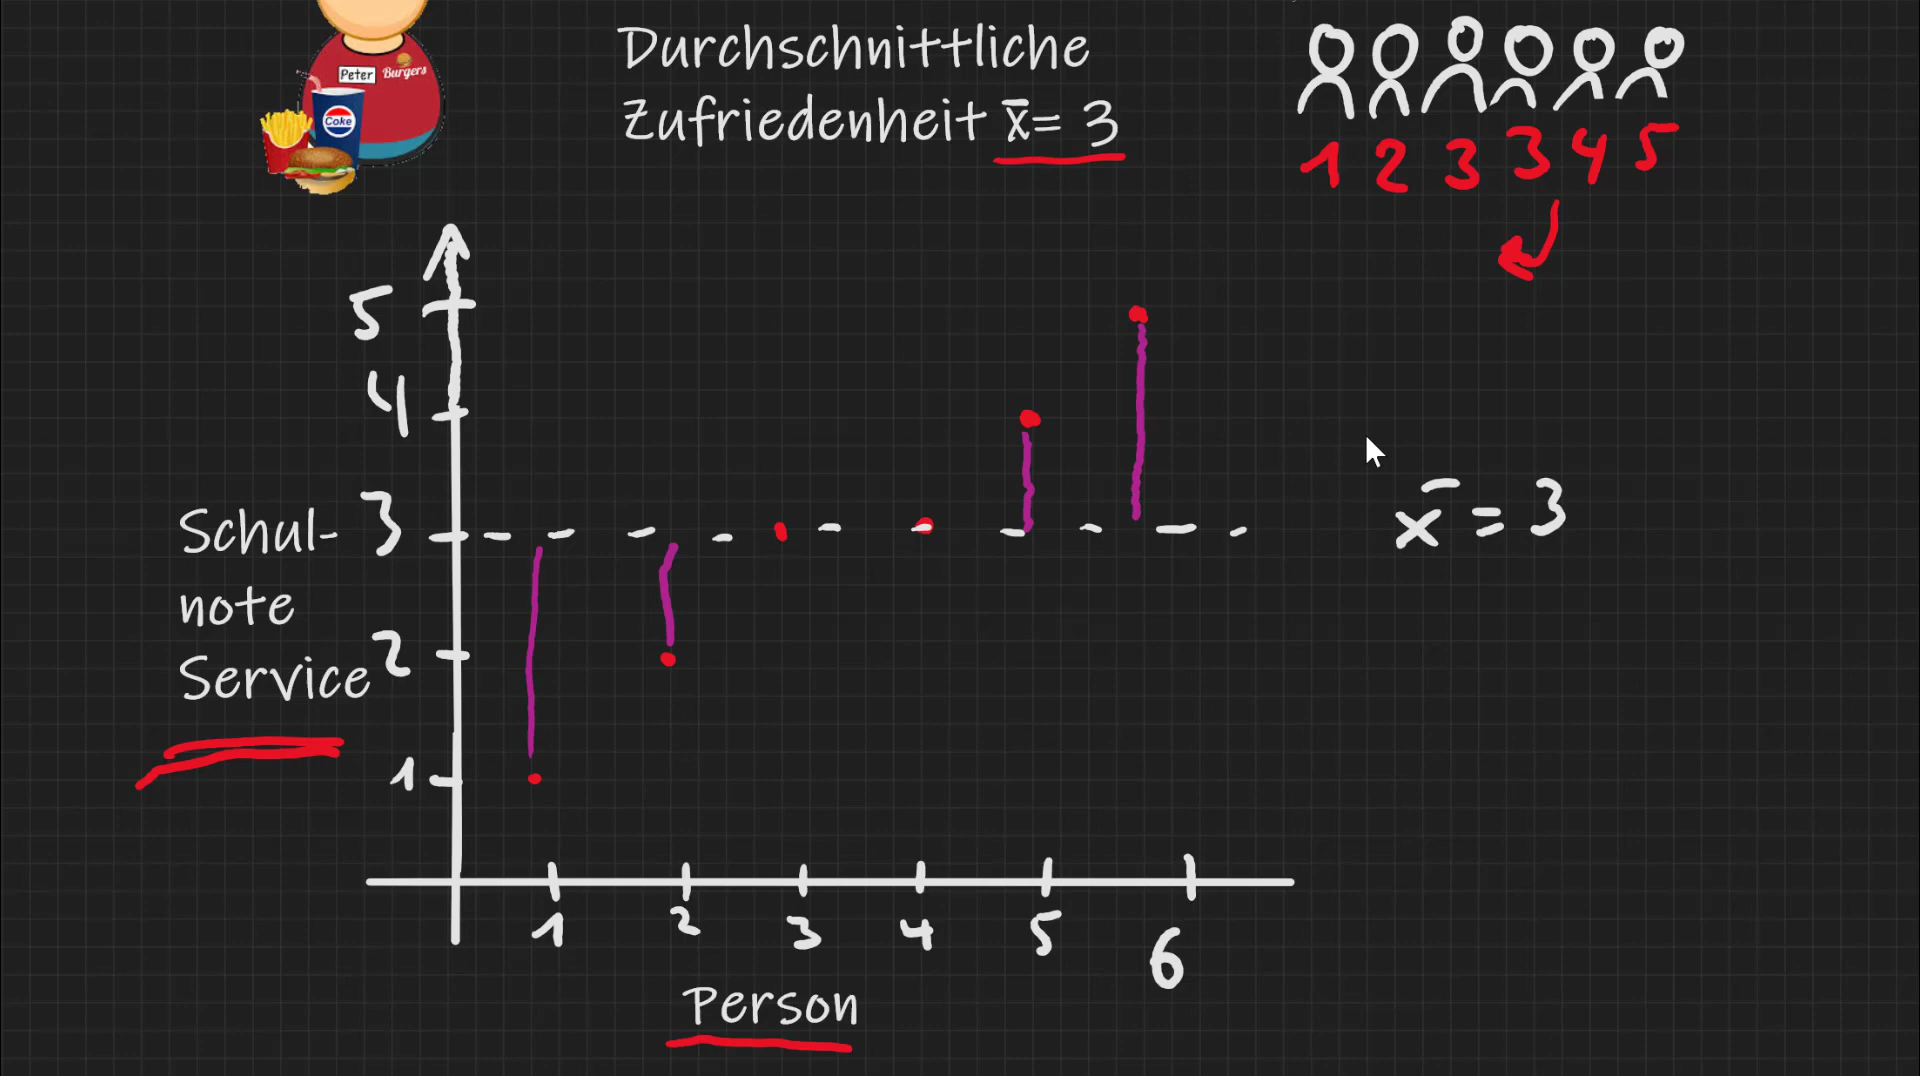 Durchschnittliche
Zufriedenheit x̄= 3
Peter
Burgers
Coke
1 2 3 3 4 5
5
4
3
2
1
Schul-
note
Service
x̄ = 3
1 2 3 4 5 6
Person